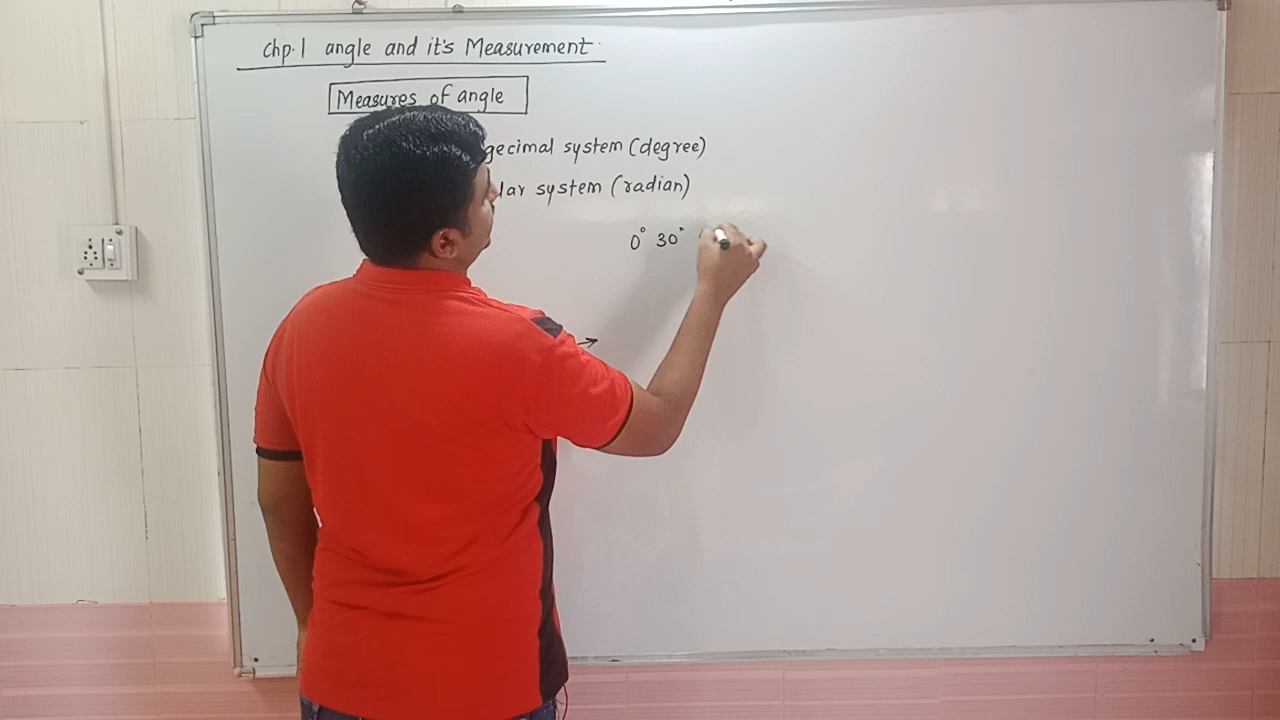 Chp.1 angle and it's Measurement
Measures of angle
gecimal system (degree)
lar system (radian)
0° 30°